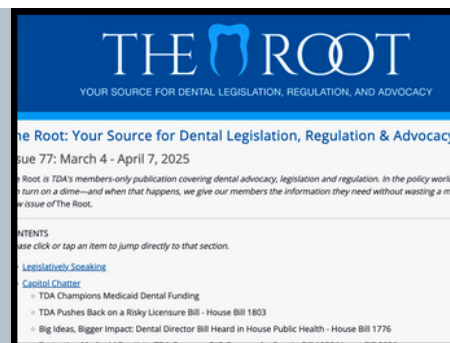 THE ROOT
YOUR SOURCE FOR DENTAL LEGISLATION, REGULATION, AND ADVOCACY
he Root: Your Source for Dental Legislation, Regulation & Advocacy
sue 77: March 4 - April 7, 2025
e Root is TDA's members-only publication covering dental advocacy, legislation and regulation. In the policy worl
n turn on a dime—and when that happens, we give our members the information they need without wasting a m
w issue of The Root.
NTENTS
ase click or tap an item to jump directly to that section.
Legislatively Speaking
Capitol Chatter
TDA Champions Medicaid Dental Funding
TDA Pushes Back on a Risky Licensure Bill - House Bill 1803
Big Ideas, Bigger Impact: Dental Director Bill Heard in House Public Health - House Bill 1776